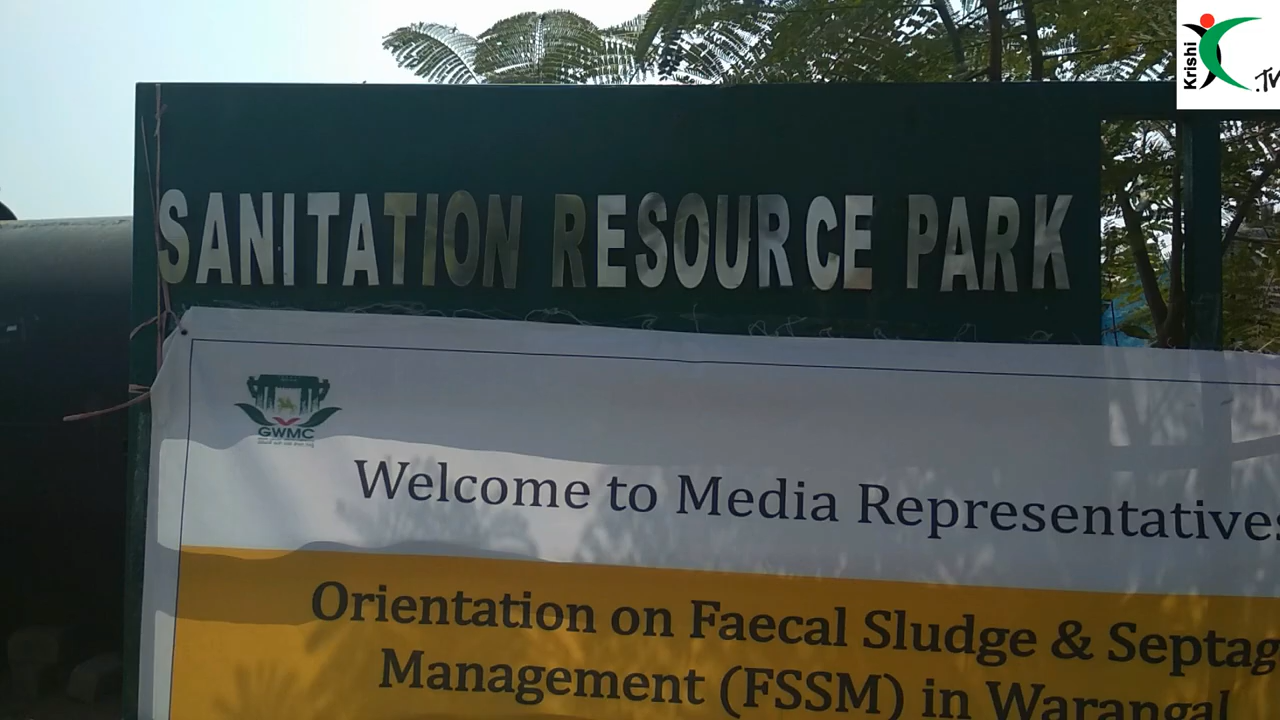 Krishi
.TV
SANITATION RESOURCE PARK
GWMC
Welcome to Media Representatives
Orientation on Faecal Sludge & Septag
Management (FSSM) in Warangal